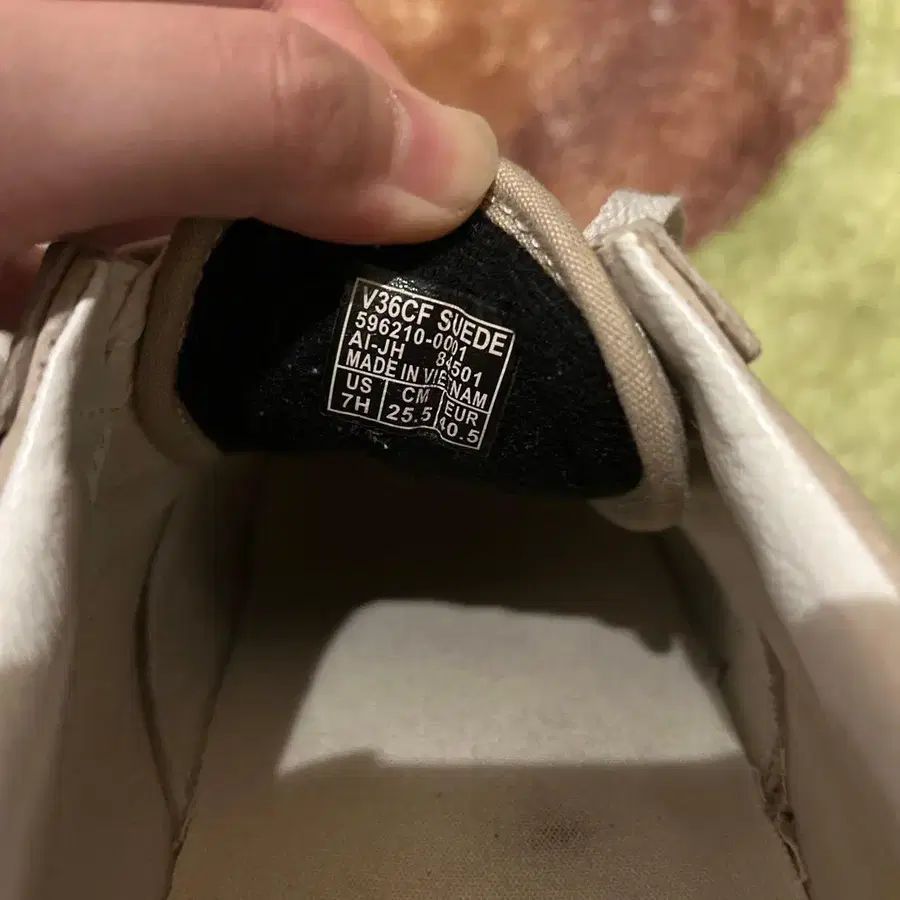 V36CF SUEDE
596210-0001
AI-JH 84501
MADE IN VIETNAM
US CM EUR
7H 25.5 40.5